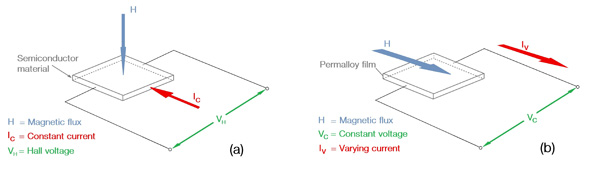 H
Semiconductor
material
I_C
V_H
H = Magnetic flux
I_C = Constant current
V_H = Hall voltage
(a)
H
I_V
Permalloy film
V_C
H = Magnetic flux
V_C = Constant voltage
I_V = Varying current
(b)